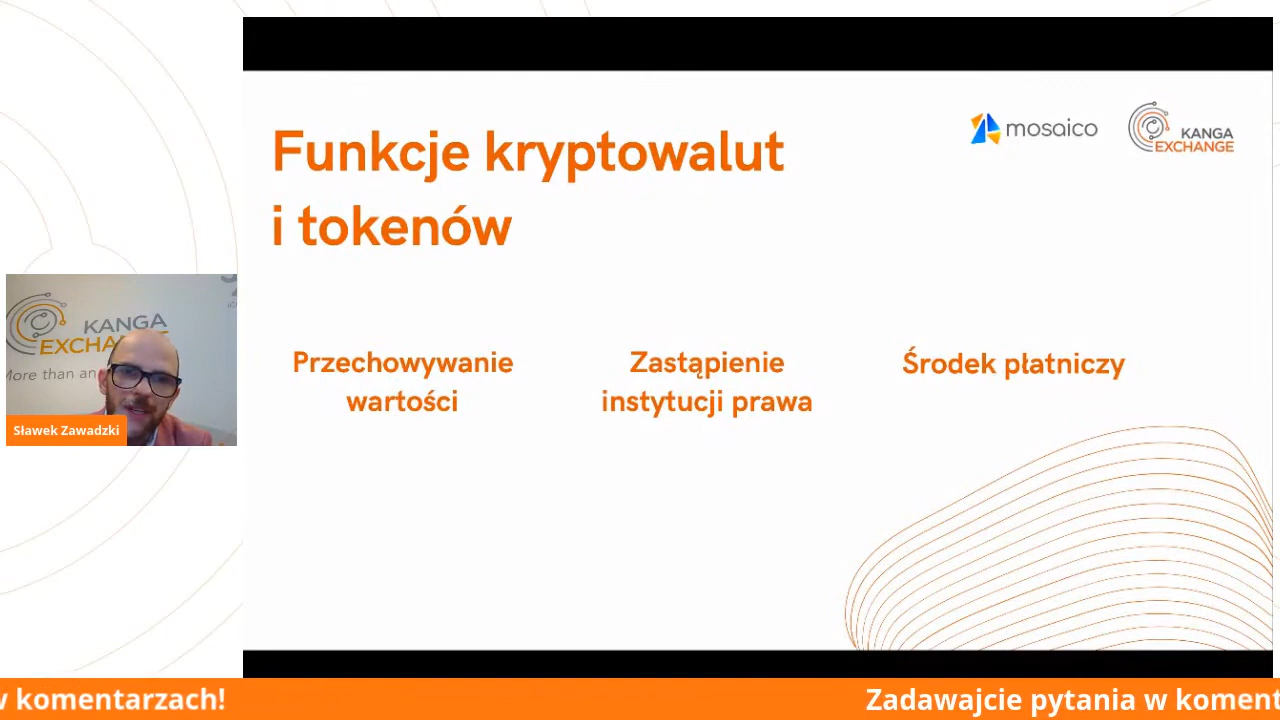 Funkcje kryptowalut
i tokenów
mosaico
KANGA
EXCHANGE
Przechowywanie
wartości
Zastąpienie
instytucji prawa
Środek płatniczy
KANGA
More than an
Sławek Zawadzki
w komentarzach!
Zadawajcie pytania w koment